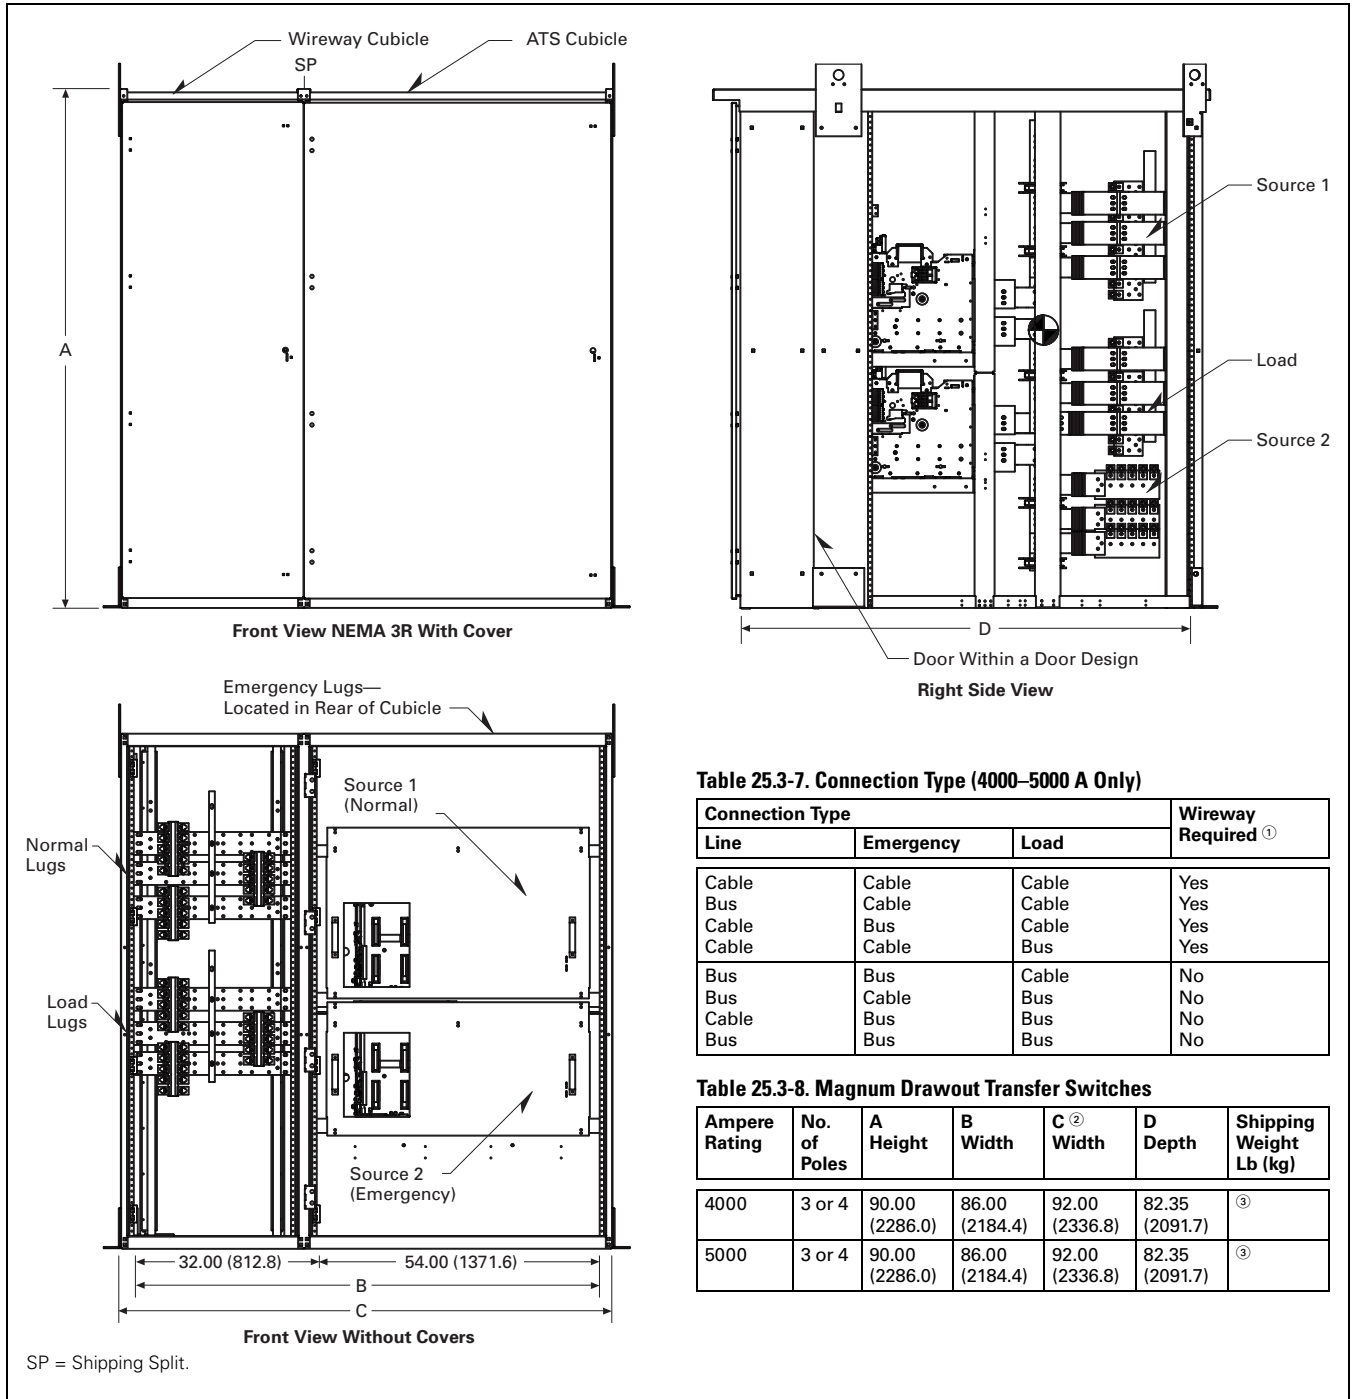 Wireway Cubicle
ATS Cubicle
SP
A
Front View NEMA 3R With Cover
Source 1
Load
Source 2
D
Door Within a Door Design
Right Side View
Emergency Lugs—
Located in Rear of Cubicle
Source 1
(Normal)
Normal
Lugs
Load
Lugs
Source 2
(Emergency)
32.00 (812.8)
54.00 (1371.6)
B
C
Front View Without Covers
SP = Shipping Split.
Table 25.3-7. Connection Type (4000–5000 A Only)
Connection Type Wireway
Required ①
Line Emergency Load
Cable Cable Cable Yes
Bus Cable Cable Yes
Cable Bus Cable Yes
Cable Cable Bus Yes
Bus Bus Cable No
Bus Cable Bus No
Cable Bus Bus No
Bus Bus Bus No
Table 25.3-8. Magnum Drawout Transfer Switches
Ampere No. A B C ② D Shipping
Rating of Height Width Width Depth Weight
Poles Lb (kg)
4000 3 or 4 90.00 86.00 92.00 82.35 ③
(2286.0) (2184.4) (2336.8) (2091.7)
5000 3 or 4 90.00 86.00 92.00 82.35 ③
(2286.0) (2184.4) (2336.8) (2091.7)